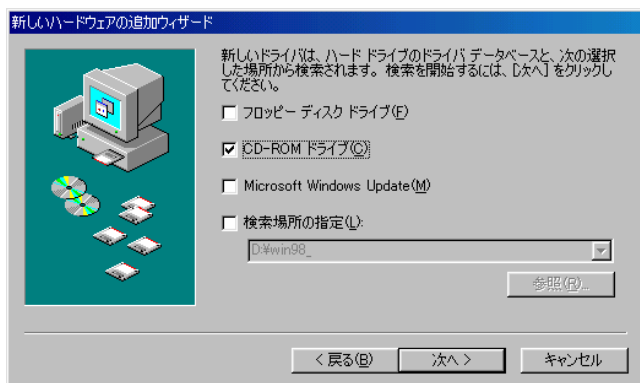 新しいハードウェアの追加ウィザード
新しいドライバは、ハード ドライブのドライバ データベースと、次の選択
した場所から検索されます。検索を開始するには、[次へ] をクリックし
てください。
フロッピー ディスク ドライブ(F)
CD-ROM ドライブ(C)
Microsoft Windows Update(M)
検索場所の指定(L):
D:¥win98_
参照(R)...
< 戻る(B)
次へ >
キャンセル